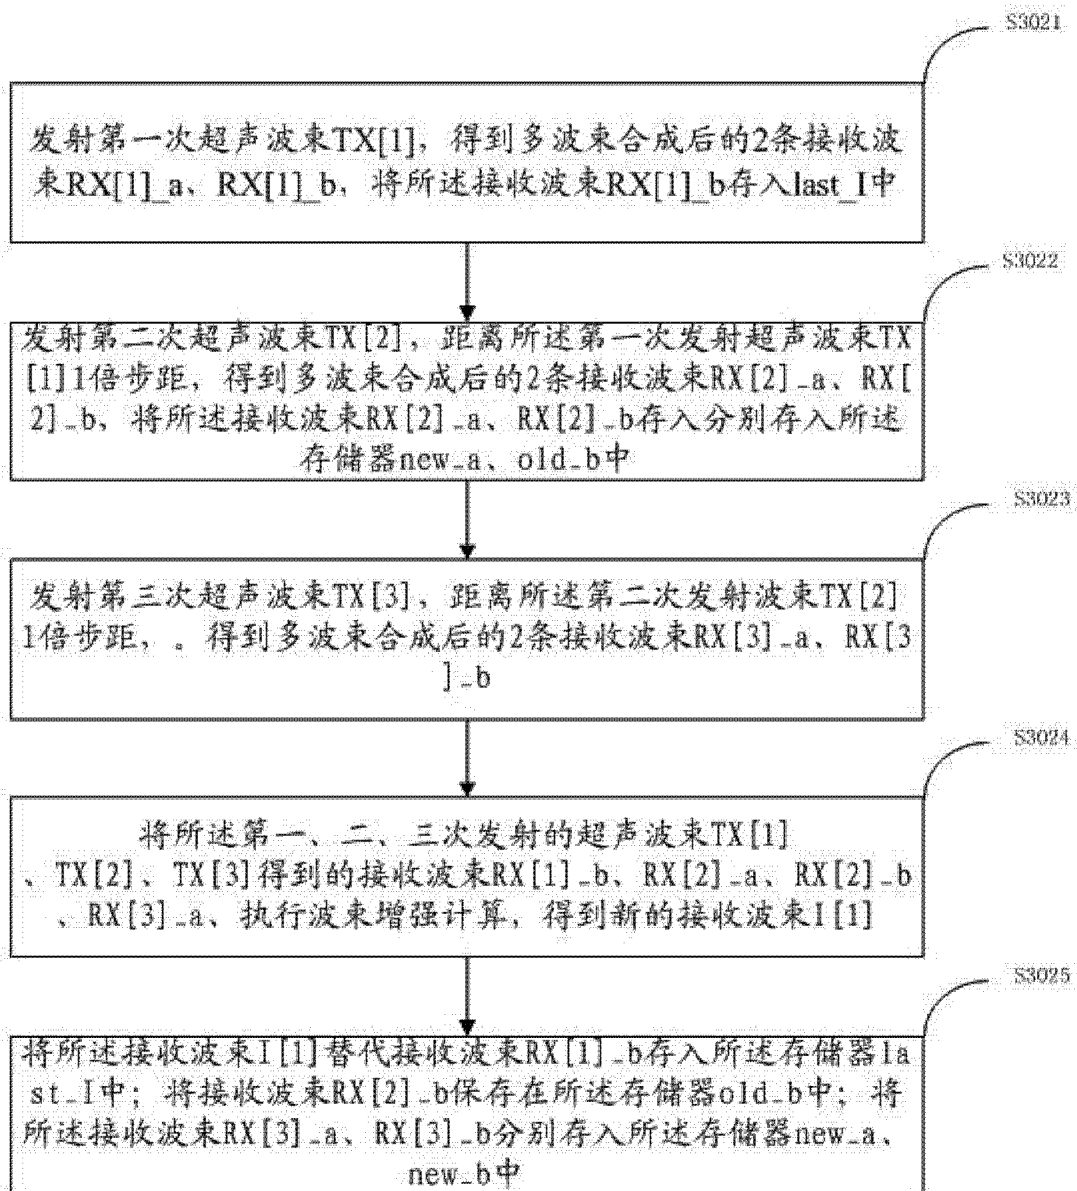 S3021
发射第一次超声波束TX[1]，得到多波束合成后的2条接收波
束RX[1]_a、RX[1]_b，将所述接收波束RX[1]_b存入last_I中
S3022
发射第二次超声波束TX[2]，距离所述第一次发射超声波束TX
[1]1倍步距，得到多波束合成后的2条接收波束RX[2]_a、RX[
2]_b、将所述接收波束RX[2]_a、RX[2]_b存入分别存入所述
存储器new_a、old_b中
S3023
发射第三次超声波束TX[3]，距离所述第二次发射波束TX[2]
1倍步距，。得到多波束合成后的2条接收波束RX[3]_a、RX[3
]_b
S3024
将所述第一、二、三次发射的超声波束TX[1]
、TX[2]、TX[3]得到的接收波束RX[1]_b、RX[2]_a、RX[2]_b
、RX[3]_a、执行波束增强计算，得到新的接收波束I[1]
S3025
将所述接收波束I[1]替代接收波束RX[1]_b存入所述存储器la
st_I中；将接收波束RX[2]_b保存在所述存储器old_b中；将
所述接收波束RX[3]_a、RX[3]_b分别存入所述存储器new_a、
new_b中